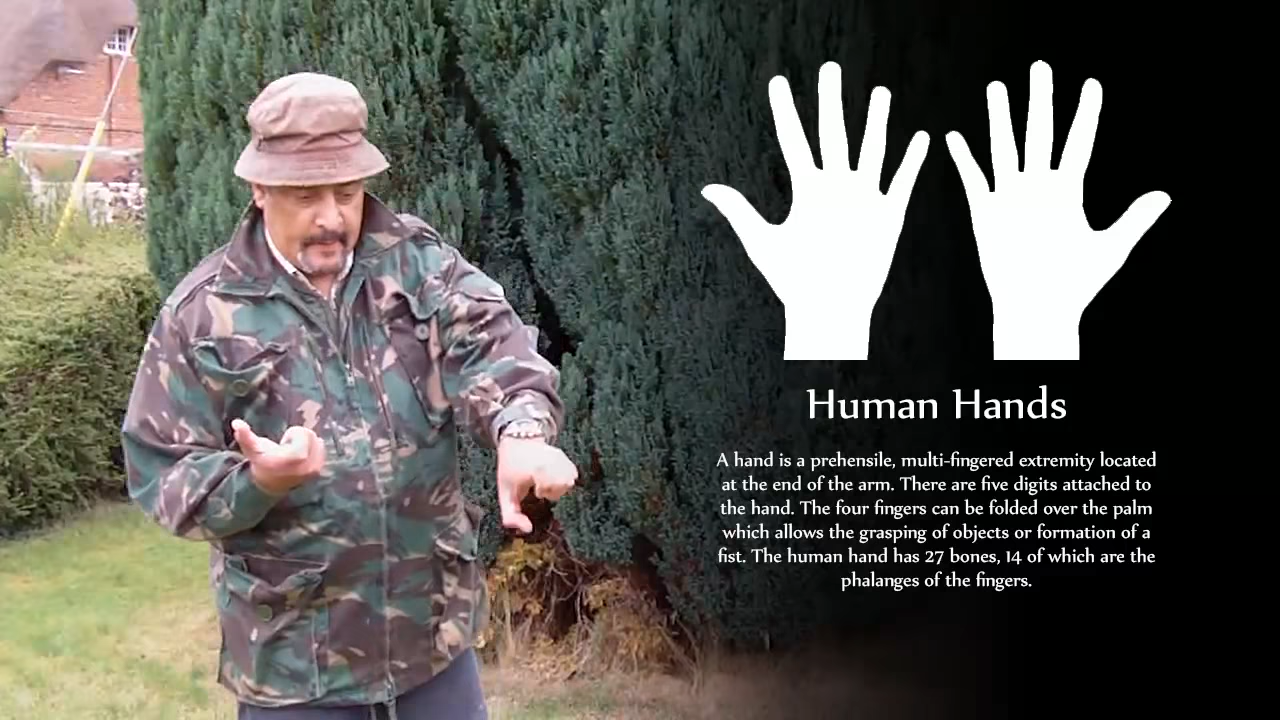 Human Hands
A hand is a prehensile, multi-fingered extremity located
at the end of the arm. There are five digits attached to
the hand. The four fingers can be folded over the palm
which allows the grasping of objects or formation of a
fist. The human hand has 27 bones, 14 of which are the
phalanges of the fingers.